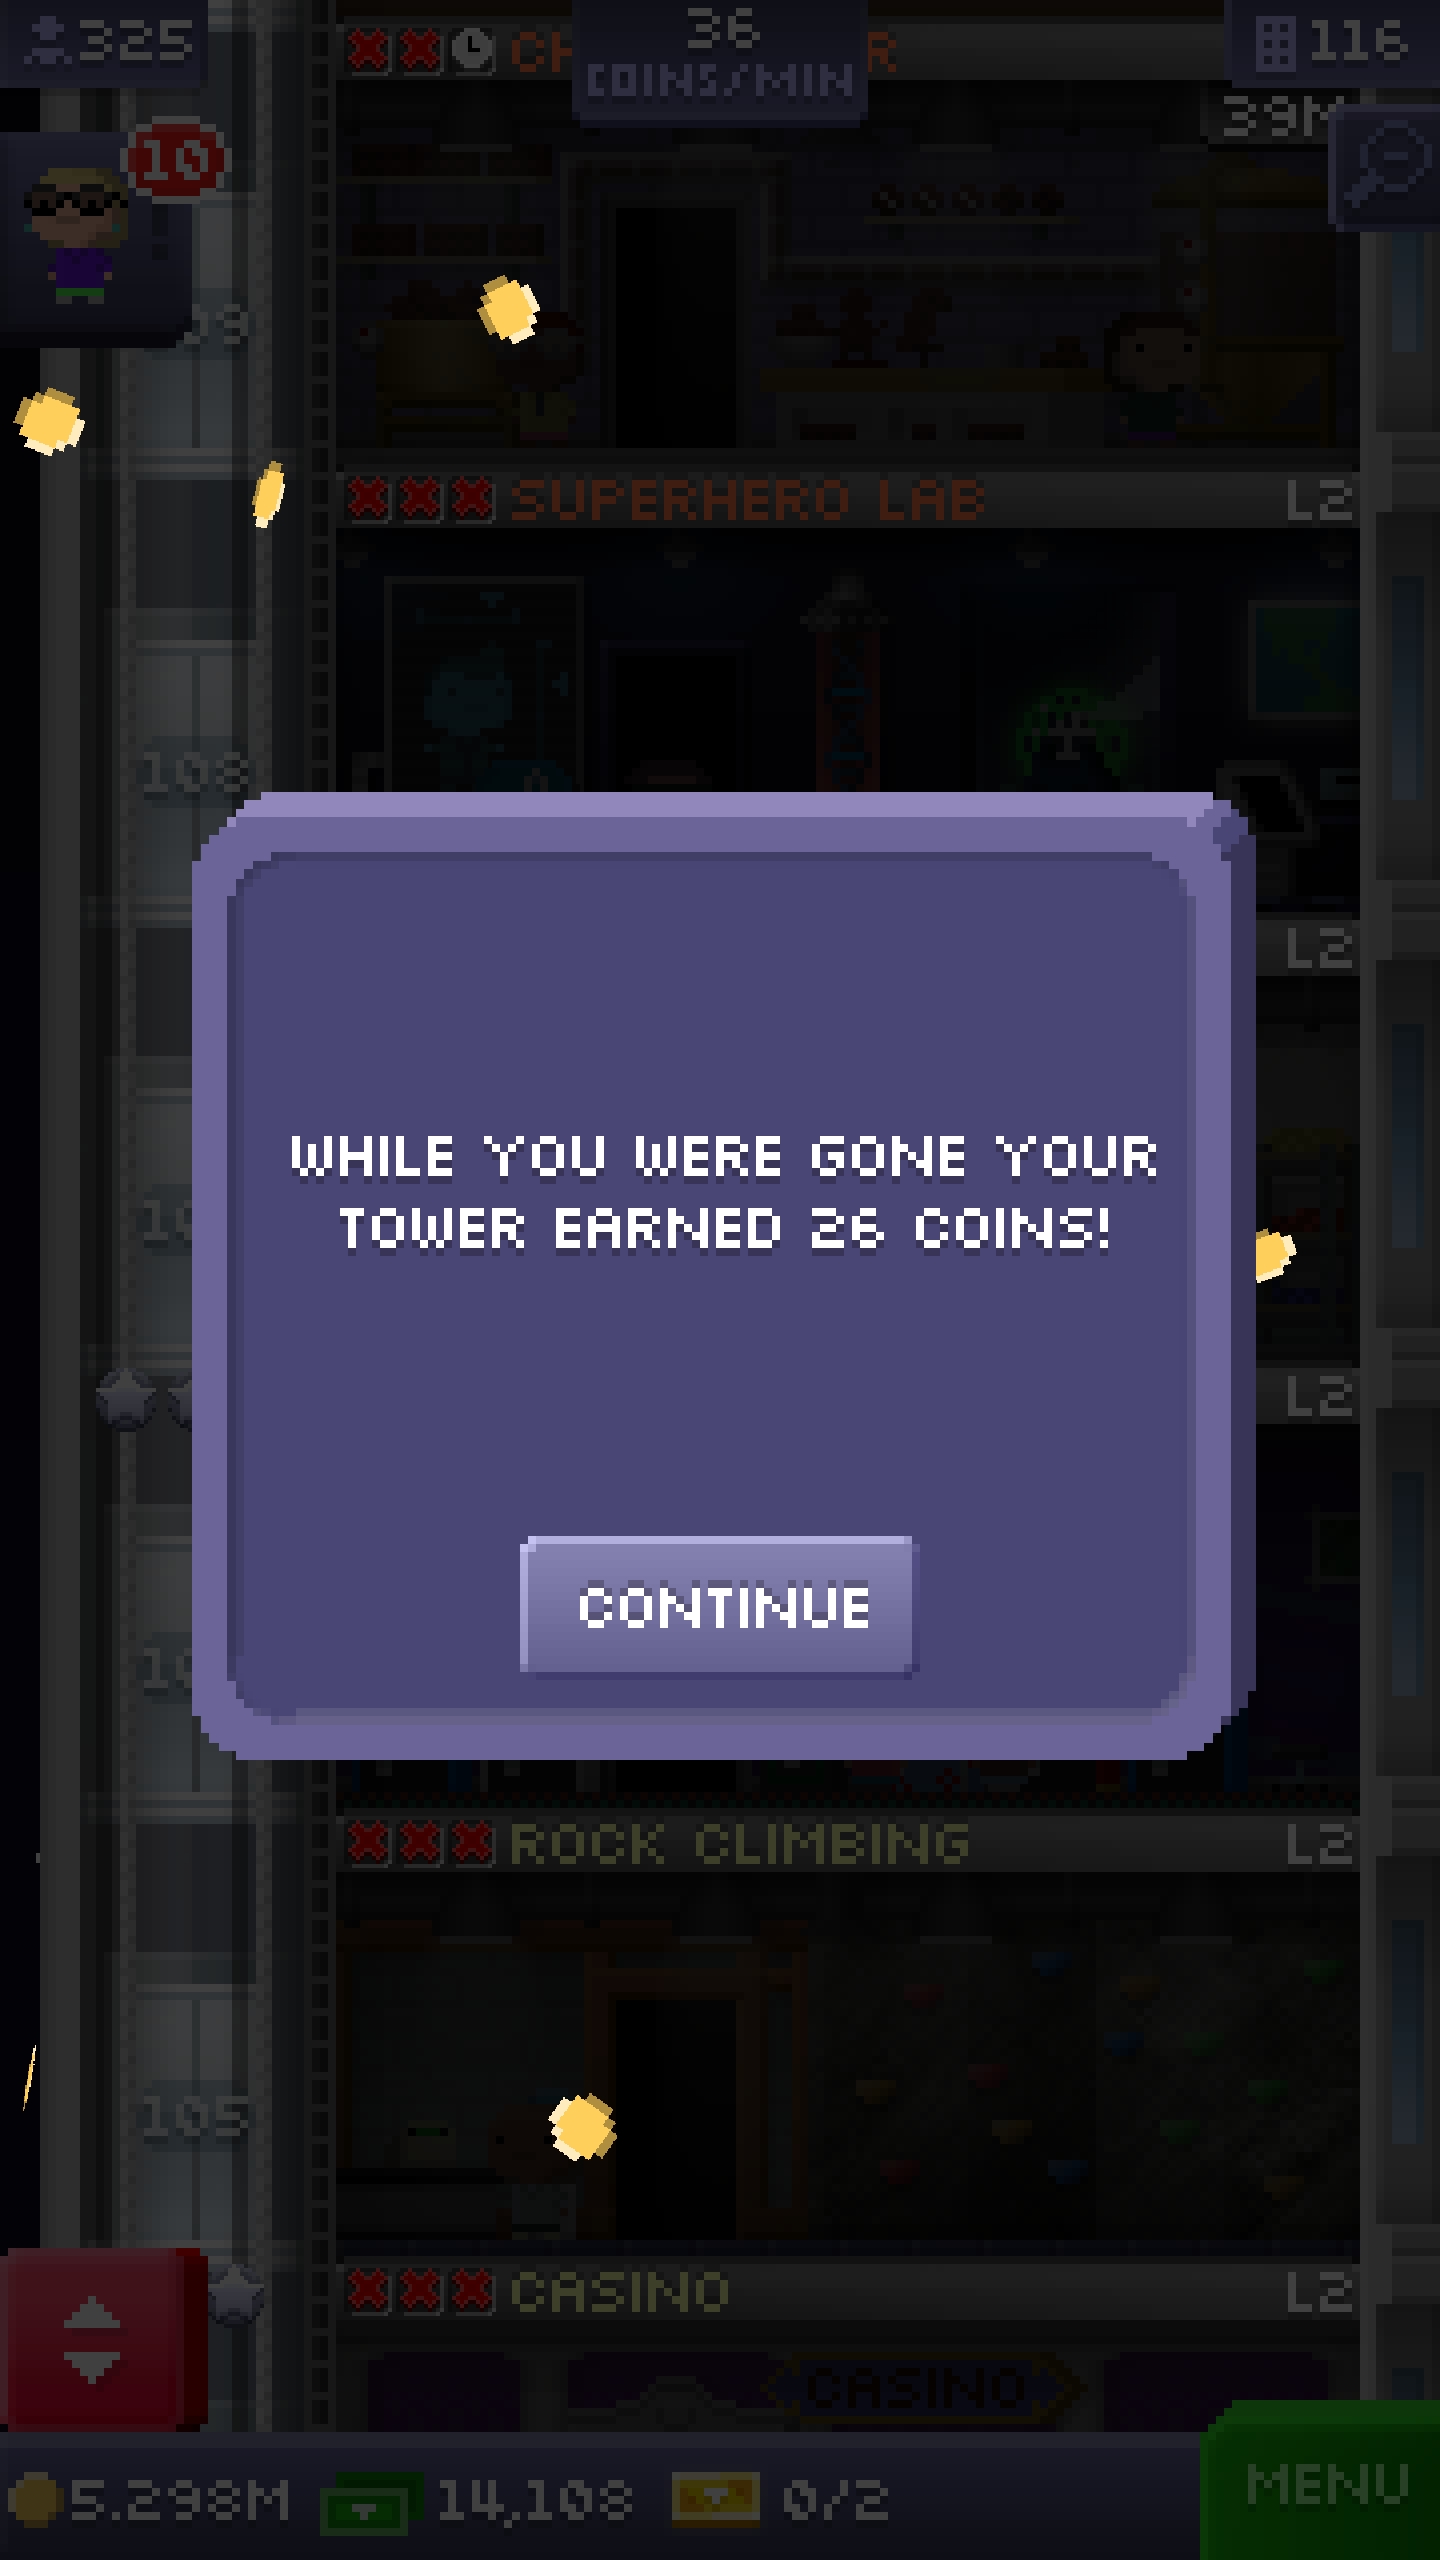 325
36
COINS/MIN
116
39M
10
SUPERHERO LAB L2
108
L2
WHILE YOU WERE GONE YOUR
TOWER EARNED 26 COINS!
L2
CONTINUE
ROCK CLIMBING L2
105
CASINO L2
CASINO
5.298M 14,108 0/2 MENU